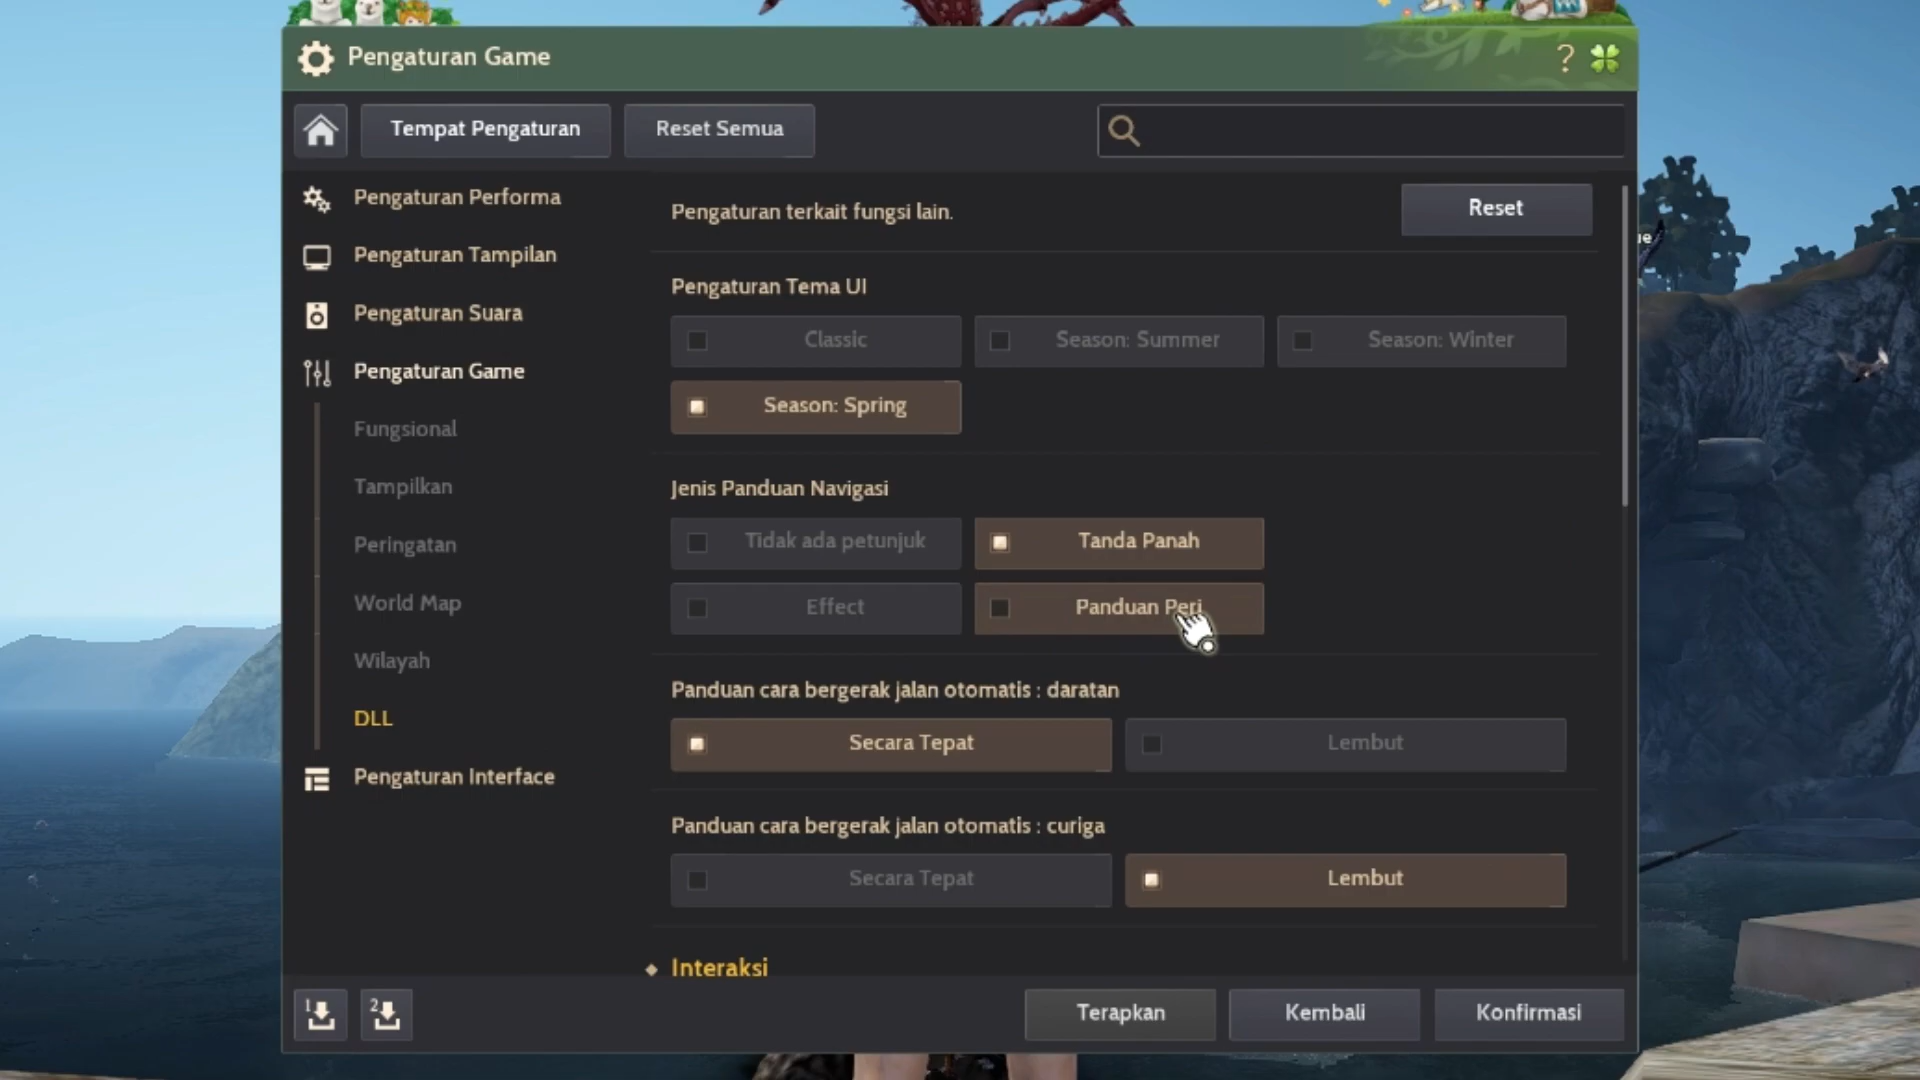 Pengaturan Game
?
Tempat Pengaturan
Reset Semua
Pengaturan Performa
Pengaturan Tampilan
Pengaturan Suara
Pengaturan Game
Fungsional
Tampilkan
Peringatan
World Map
Wilayah
DLL
Pengaturan Interface
Pengaturan terkait fungsi lain.
Reset
Pengaturan Tema UI
Classic
Season: Summer
Season: Winter
Season: Spring
Jenis Panduan Navigasi
Tidak ada petunjuk
Tanda Panah
Effect
Panduan Peri
Panduan cara bergerak jalan otomatis : daratan
Secara Tepat
Lembut
Panduan cara bergerak jalan otomatis : curiga
Secara Tepat
Lembut
Interaksi
1
2
Terapkan
Kembali
Konfirmasi